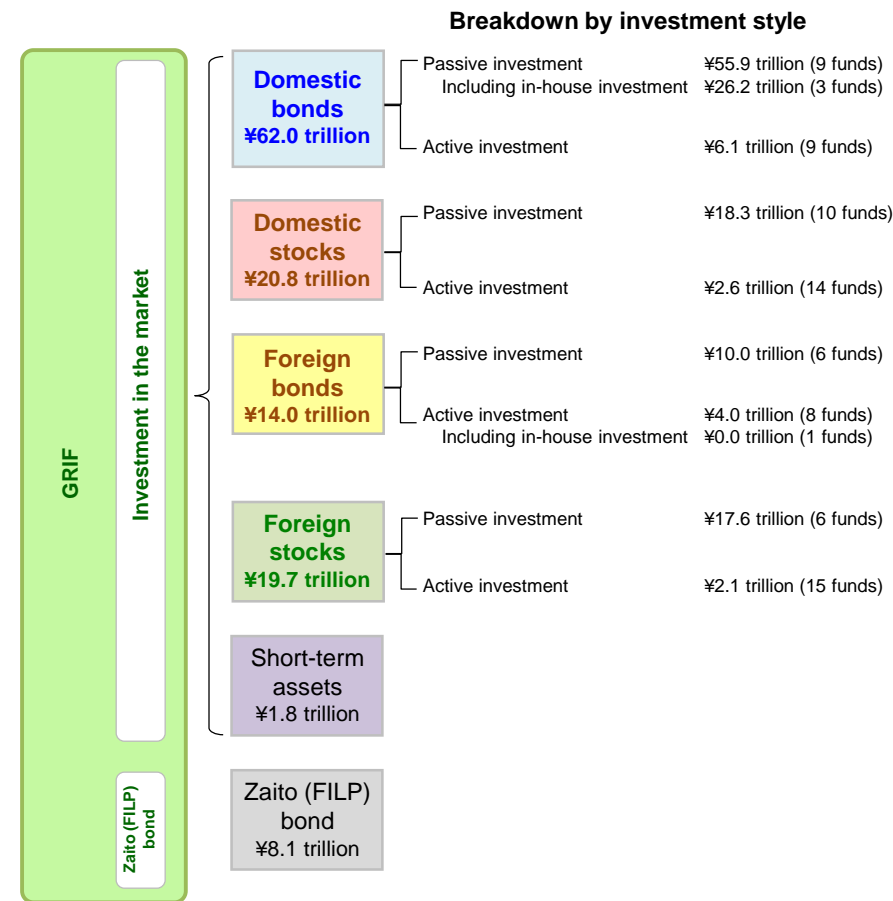 Breakdown by investment style
GRIF
Investment in the market
Zaito (FILP)
bond
Domestic
bonds
¥62.0 trillion
Passive investment ¥55.9 trillion (9 funds)
Including in-house investment ¥26.2 trillion (3 funds)
Active investment ¥6.1 trillion (9 funds)
Domestic
stocks
¥20.8 trillion
Passive investment ¥18.3 trillion (10 funds)
Active investment ¥2.6 trillion (14 funds)
Foreign
bonds
¥14.0 trillion
Passive investment ¥10.0 trillion (6 funds)
Active investment ¥4.0 trillion (8 funds)
Including in-house investment ¥0.0 trillion (1 funds)
Foreign
stocks
¥19.7 trillion
Passive investment ¥17.6 trillion (6 funds)
Active investment ¥2.1 trillion (15 funds)
Short-term
assets
¥1.8 trillion
Zaito (FILP)
bond
¥8.1 trillion